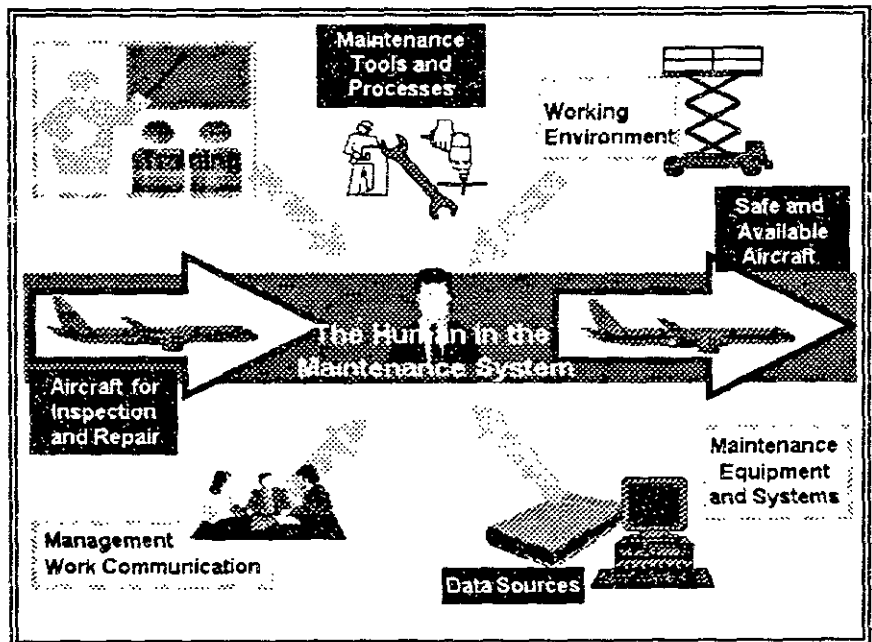 Maintenance
Tools and
Processes
Working
Environment
Training
Safe and
Available
Aircraft
The Human in the
Maintenance System
Aircraft for
Inspection
and Repair
Maintenance
Equipment
and Systems
Management
Work Communication
Data Sources